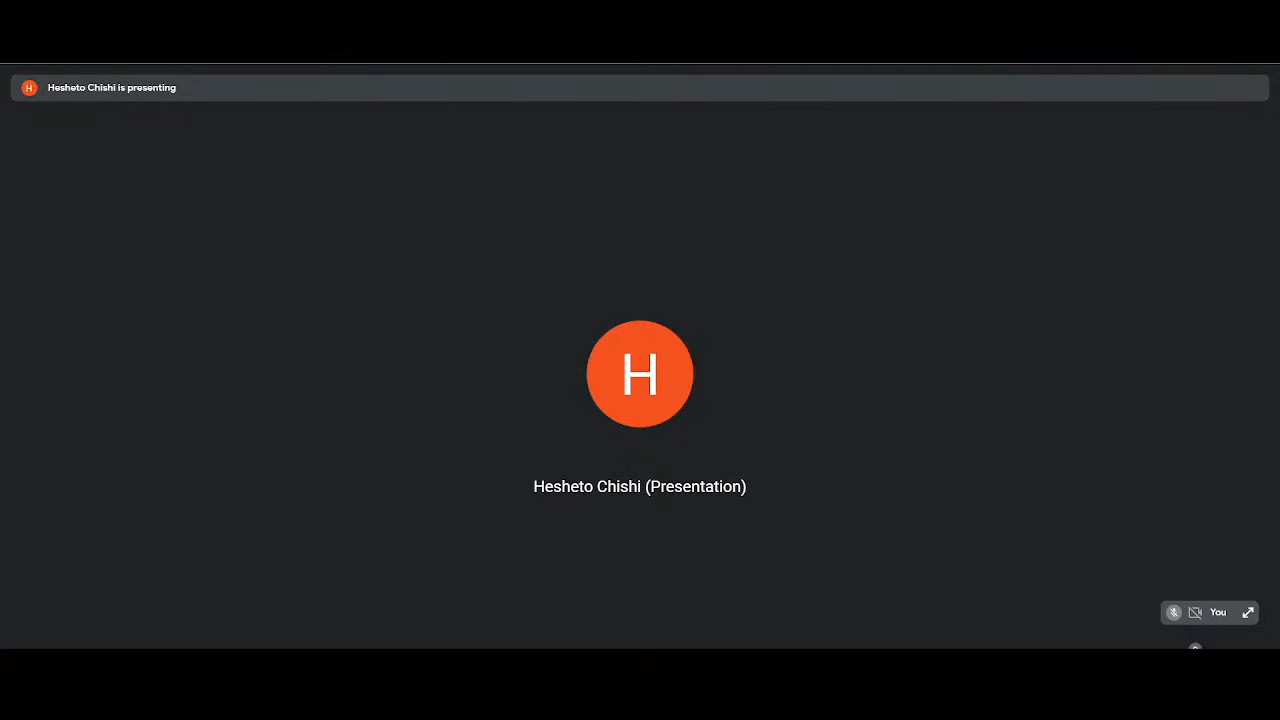 H Hesheto Chishi is presenting
H
Hesheto Chishi (Presentation)
You